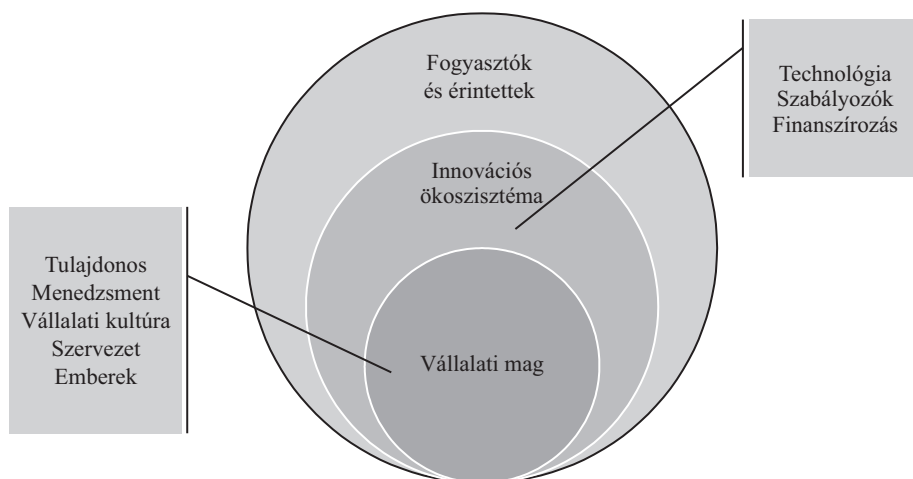 Fogyasztók
és érintettek
Technológia
Szabályozók
Finanszírozás
Innovációs
ökoszisztéma
Tulajdonos
Menedzsment
Vállalati kultúra
Szervezet
Emberek
Vállalati mag